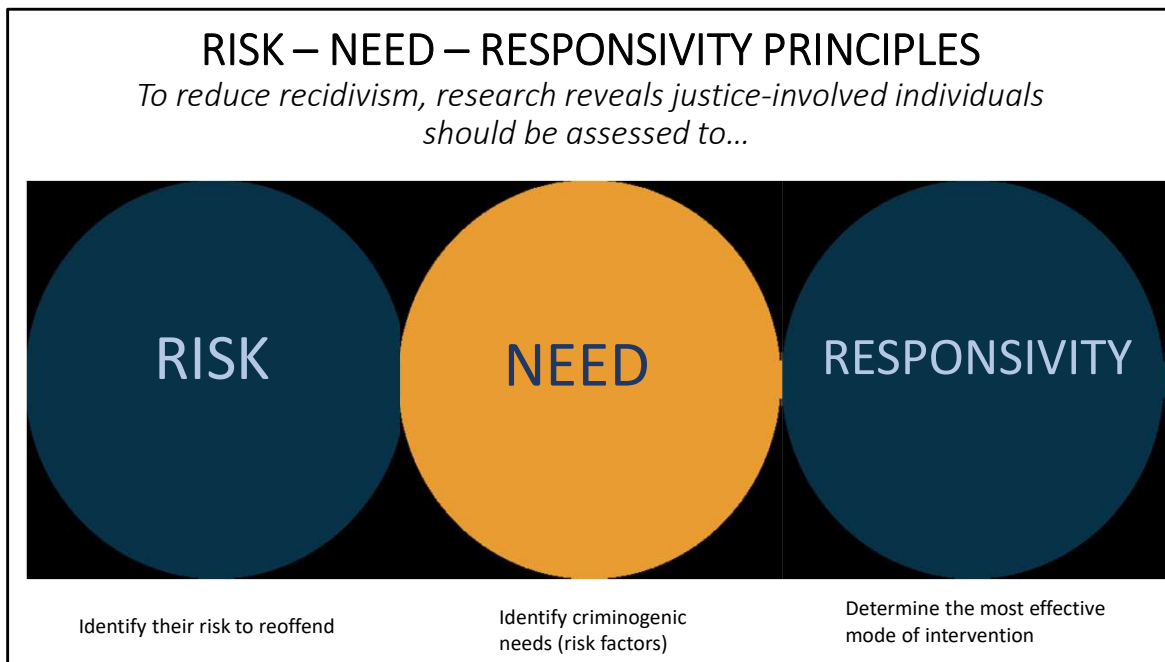 RISK – NEED – RESPONSIVITY PRINCIPLES
To reduce recidivism, research reveals justice-involved individuals
should be assessed to…
RISK
NEED
RESPONSIVITY
Identify their risk to reoffend
Identify criminogenic
needs (risk factors)
Determine the most effective
mode of intervention